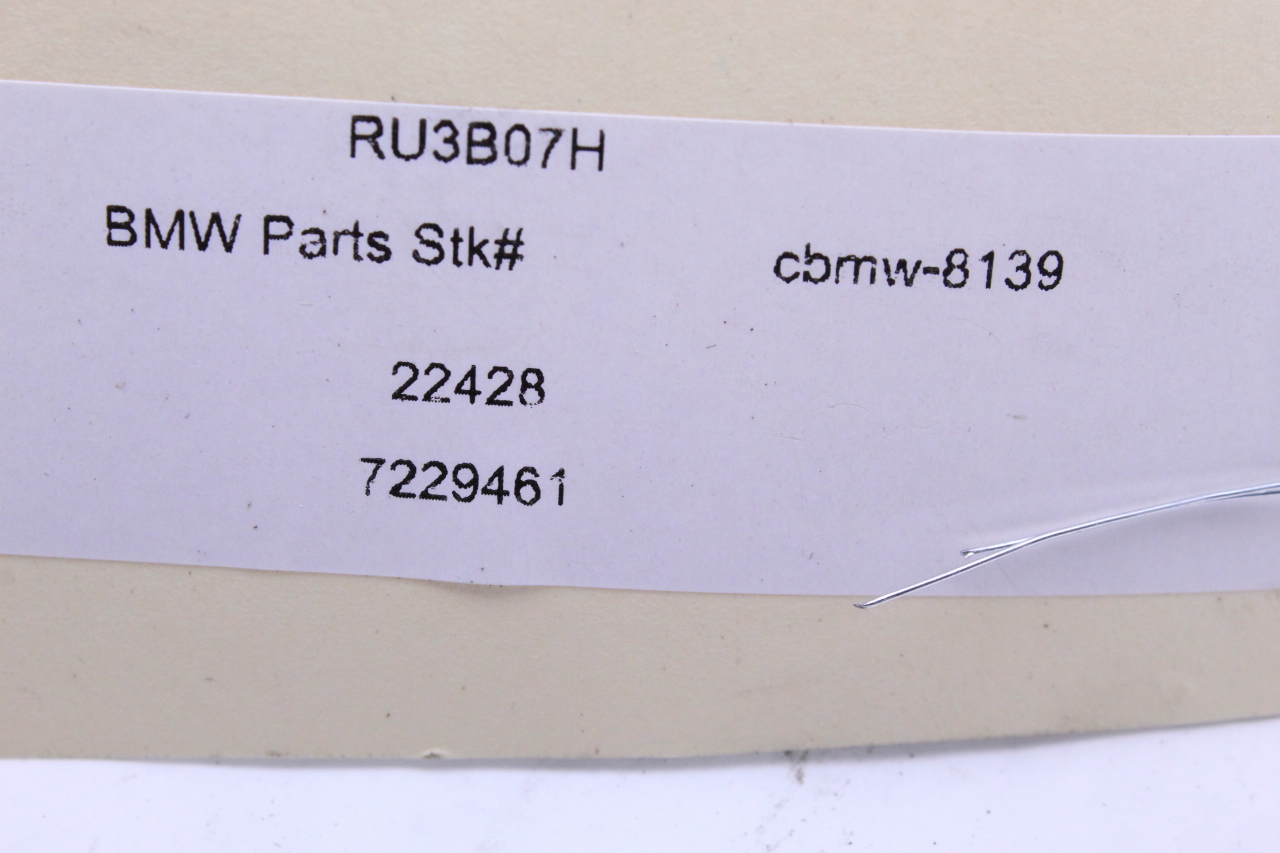 RU3B07H
BMW Parts Stk# cbmw-8139
22428
7229461